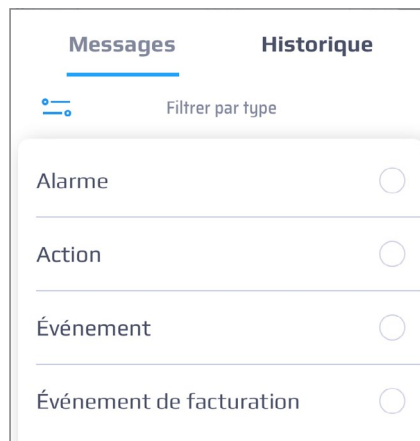 Messages Historique
Filtrer par type
Alarme
Action
Événement
Événement de facturation